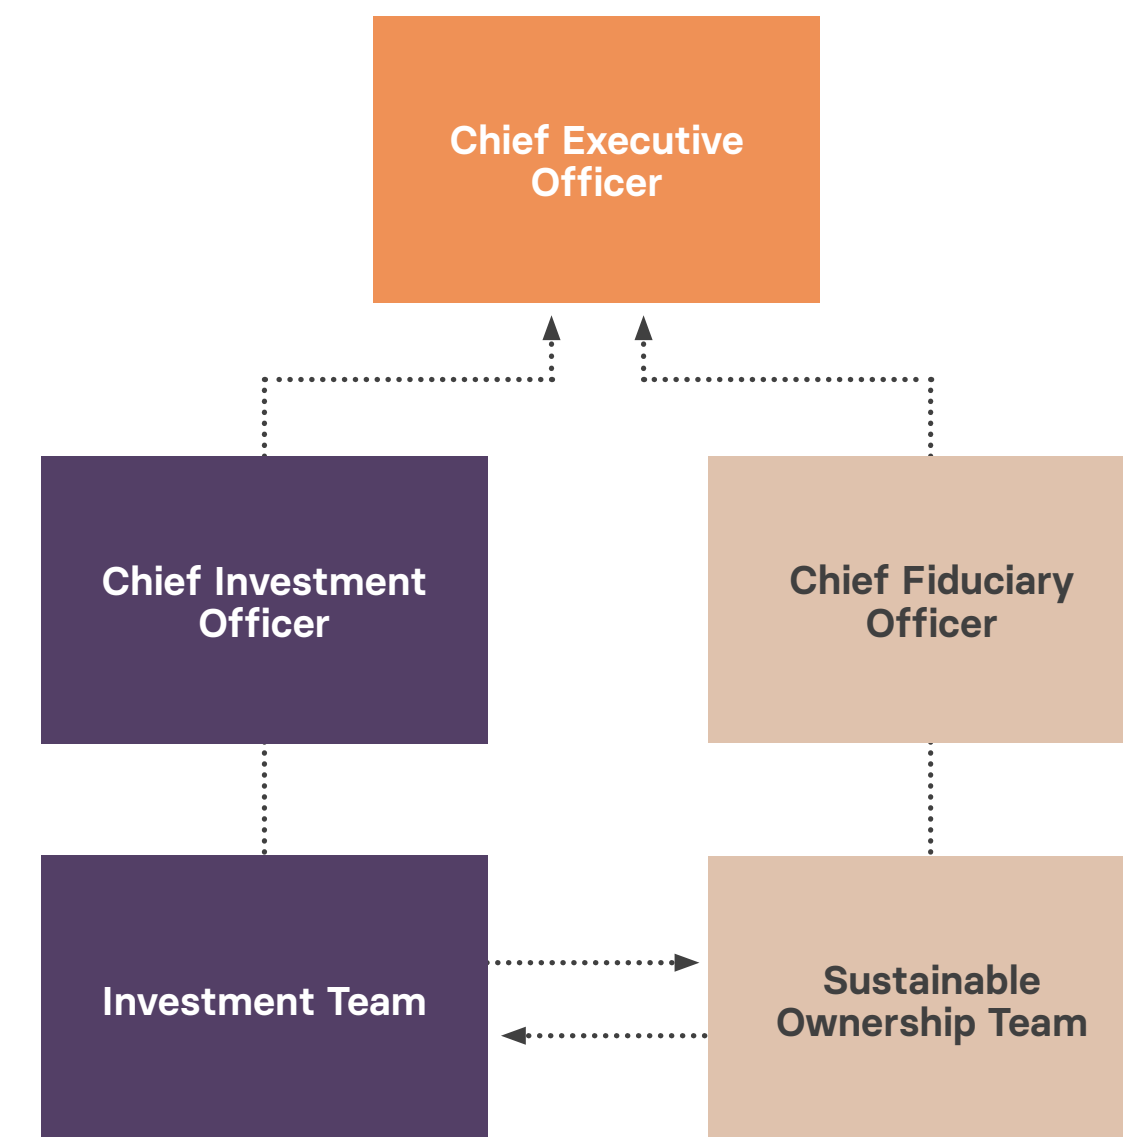 Chief Executive
Officer
Chief Investment
Officer
Chief Fiduciary
Officer
Investment Team
Sustainable
Ownership Team